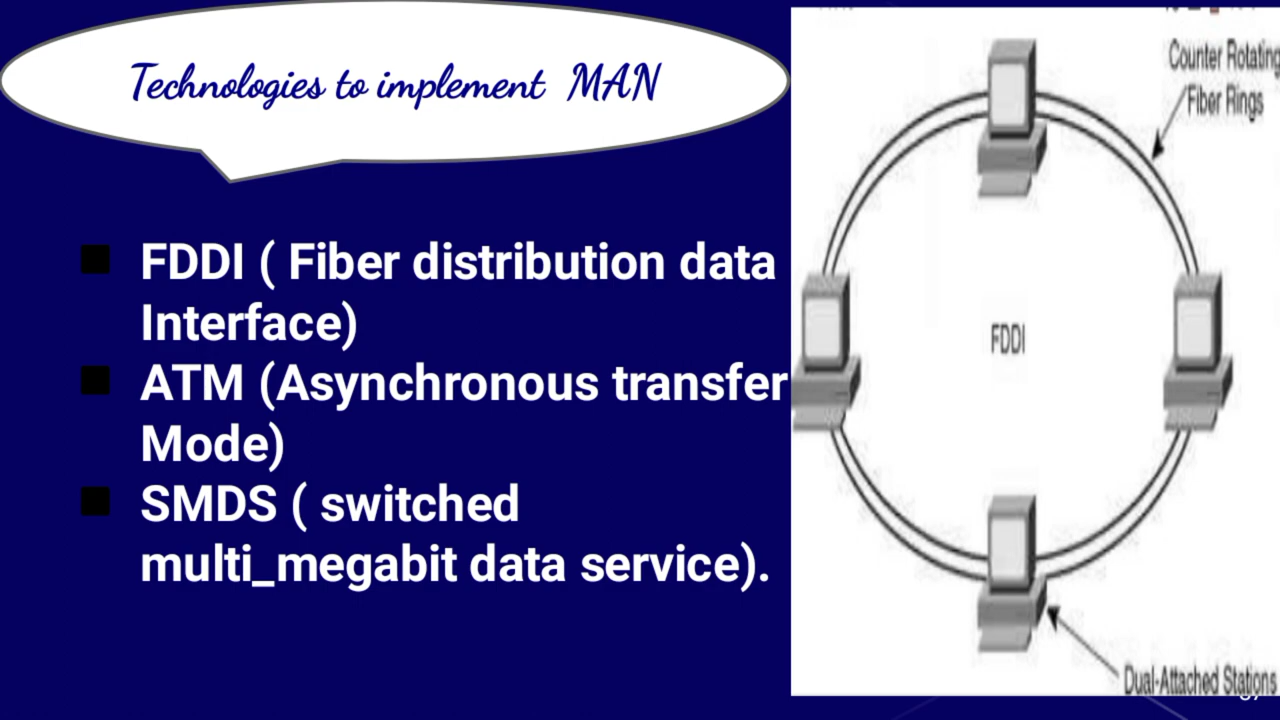 Technologies to implement MAN
FDDI ( Fiber distribution data
Interface)
ATM (Asynchronous transfer
Mode)
SMDS ( switched
multi_megabit data service).
Counter Rotating
Fiber Rings
FDDI
Dual-Attached Stations